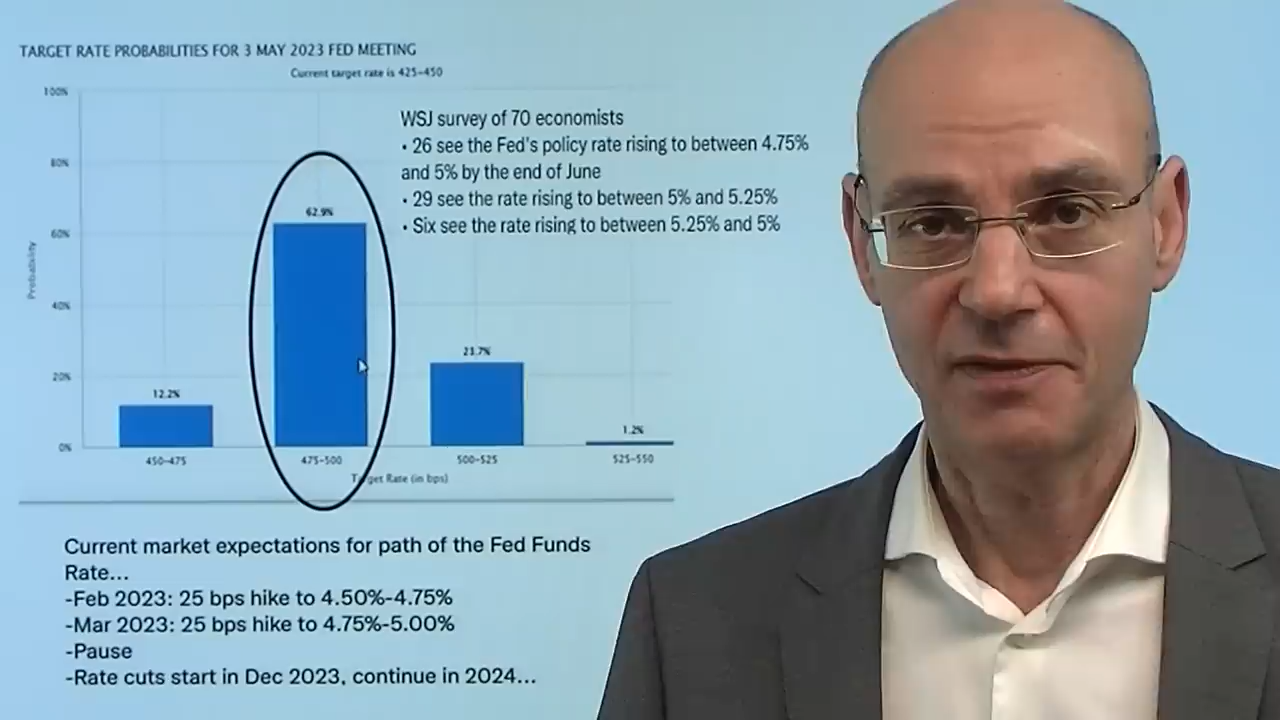 TARGET RATE PROBABILITIES FOR 3 MAY 2023 FED MEETING
Current target rate is 425-450
100%
80%
60%
40%
20%
0%
Probability
12.2%
62.9%
23.7%
1.2%
450-475
475-500
500-525
525-550
Target Rate (in bps)
WSJ survey of 70 economists
• 26 see the Fed's policy rate rising to between 4.75%
and 5% by the end of June
• 29 see the rate rising to between 5% and 5.25%
• Six see the rate rising to between 5.25% and 5%
Current market expectations for path of the Fed Funds
Rate...
-Feb 2023: 25 bps hike to 4.50%-4.75%
-Mar 2023: 25 bps hike to 4.75%-5.00%
-Pause
-Rate cuts start in Dec 2023, continue in 2024...